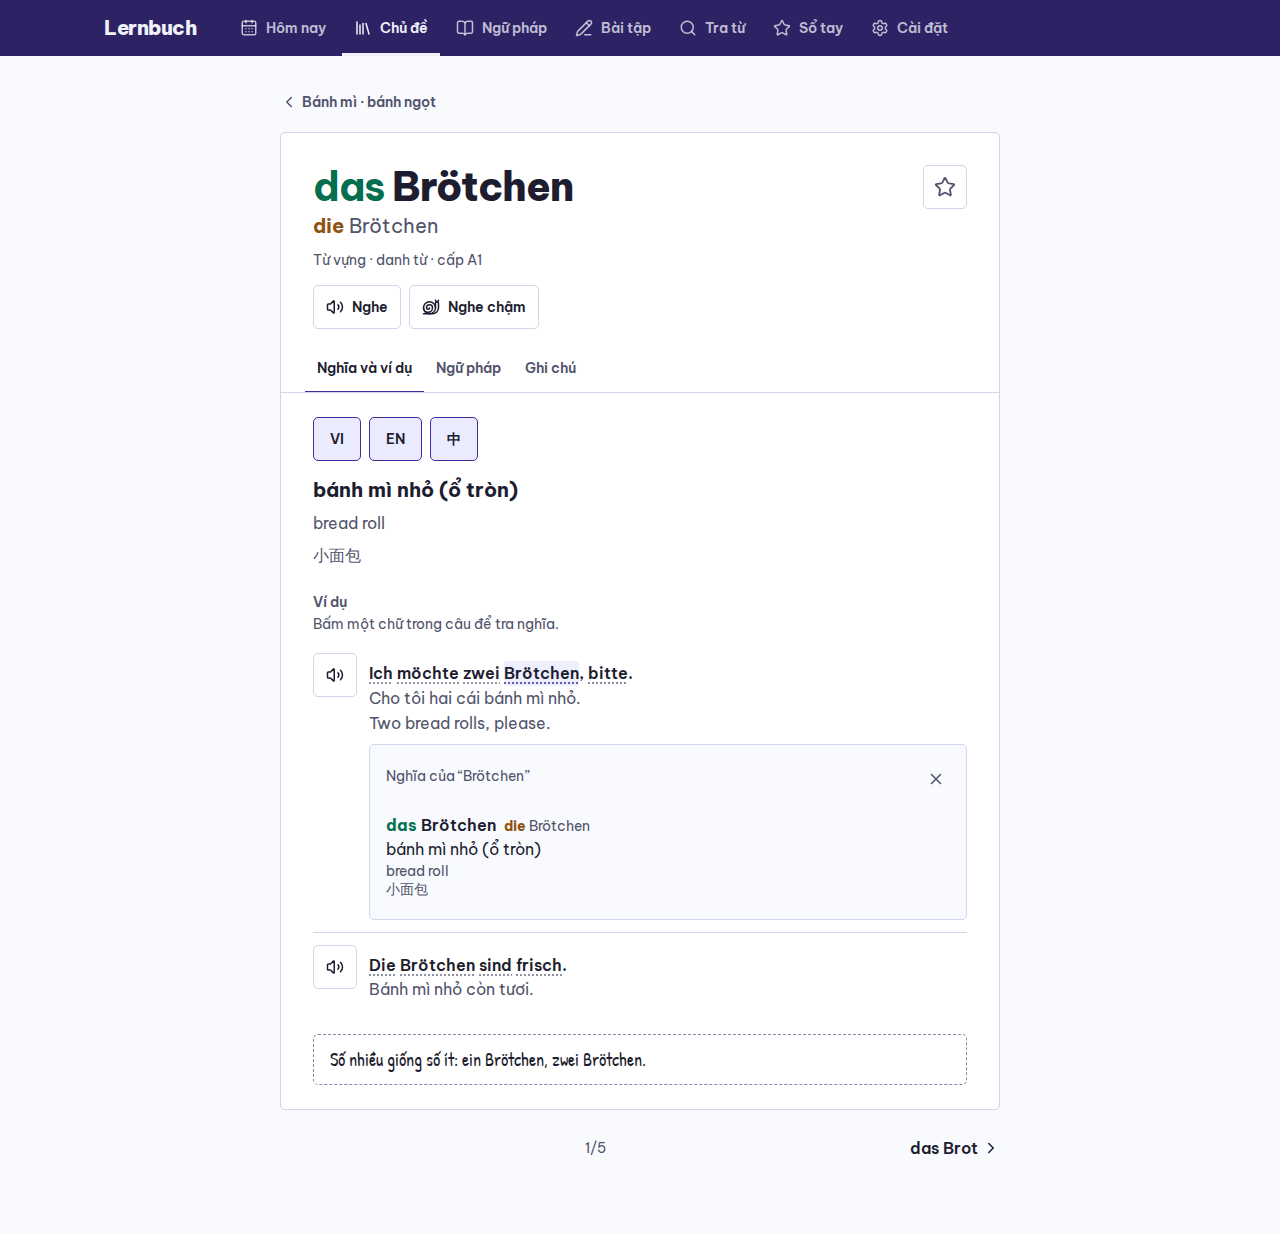 Lernbuch
Hôm nay
Chủ đề
Ngữ pháp
Bài tập
Tra từ
Sổ tay
Cài đặt
Bánh mì · bánh ngọt
das Brötchen
die Brötchen
Từ vựng · danh từ · cấp A1
Nghe
Nghe chậm
Nghĩa và ví dụ
Ngữ pháp
Ghi chú
VI
EN
中
bánh mì nhỏ (ổ tròn)
bread roll
小面包
Ví dụ
Bấm một chữ trong câu để tra nghĩa.
Ich möchte zwei Brötchen, bitte.
Cho tôi hai cái bánh mì nhỏ.
Two bread rolls, please.
Nghĩa của “Brötchen”
das Brötchen die Brötchen
bánh mì nhỏ (ổ tròn)
bread roll
小面包
Die Brötchen sind frisch.
Bánh mì nhỏ còn tươi.
Số nhiều giống số ít: ein Brötchen, zwei Brötchen.
1/5
das Brot